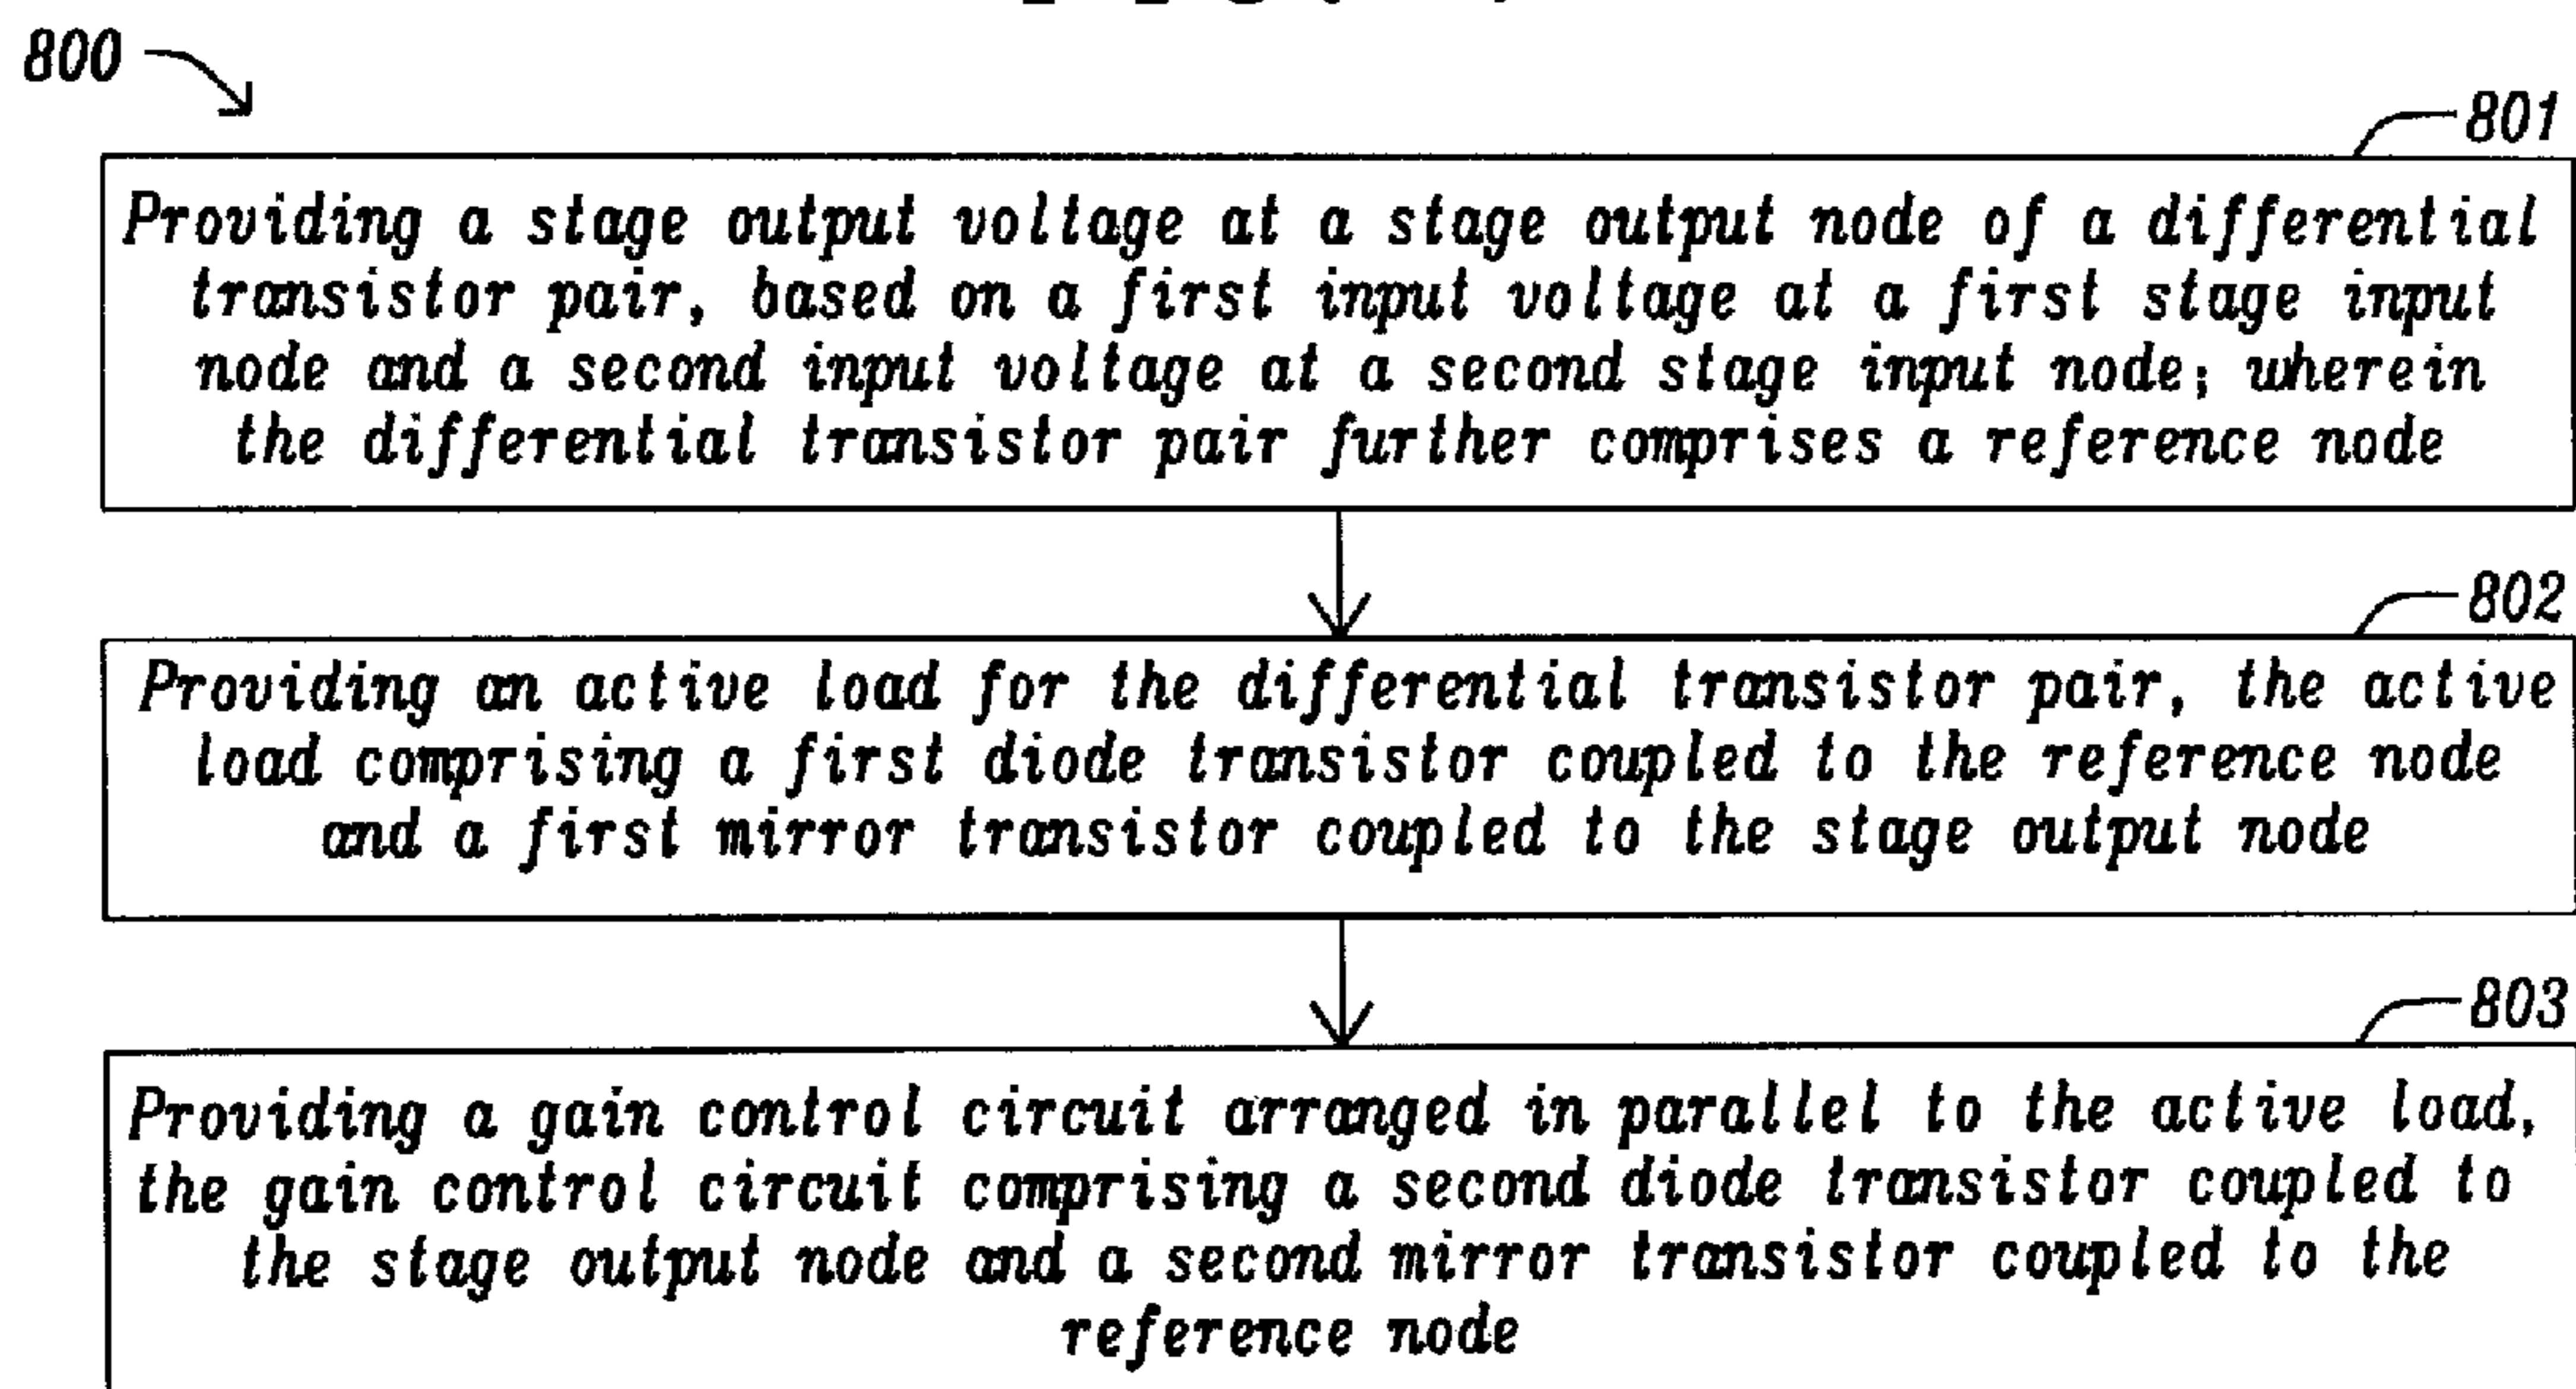 800
801
Providing a stage output voltage at a stage output node of a differential
transistor pair, based on a first input voltage at a first stage input
node and a second input voltage at a second stage input node; wherein
the differential transistor pair further comprises a reference node
802
Providing an active load for the differential transistor pair, the active
load comprising a first diode transistor coupled to the reference node
and a first mirror transistor coupled to the stage output node
803
Providing a gain control circuit arranged in parallel to the active load,
the gain control circuit comprising a second diode transistor coupled to
the stage output node and a second mirror transistor coupled to the
reference node